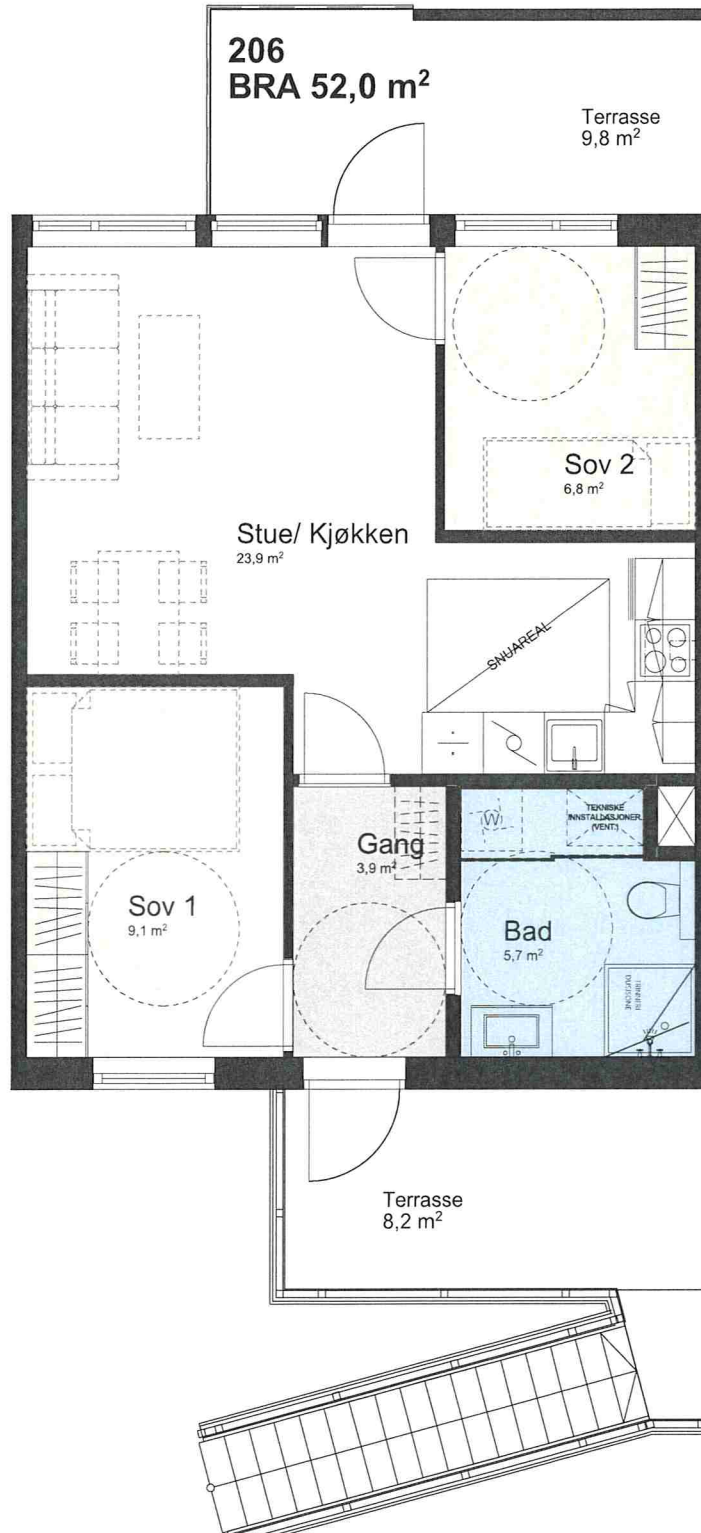 206
BRA 52,0 m²
Terrasse
9,8 m²
Sov 2
6,8 m²
Stue/ Kjøkken
23,9 m²
SNUAREAL
W
TEKNISKE
INNSTALLASJONER.
(VENT.)
Gang
3,9 m²
Sov 1
9,1 m²
Bad
5,7 m²
Terrasse
8,2 m²